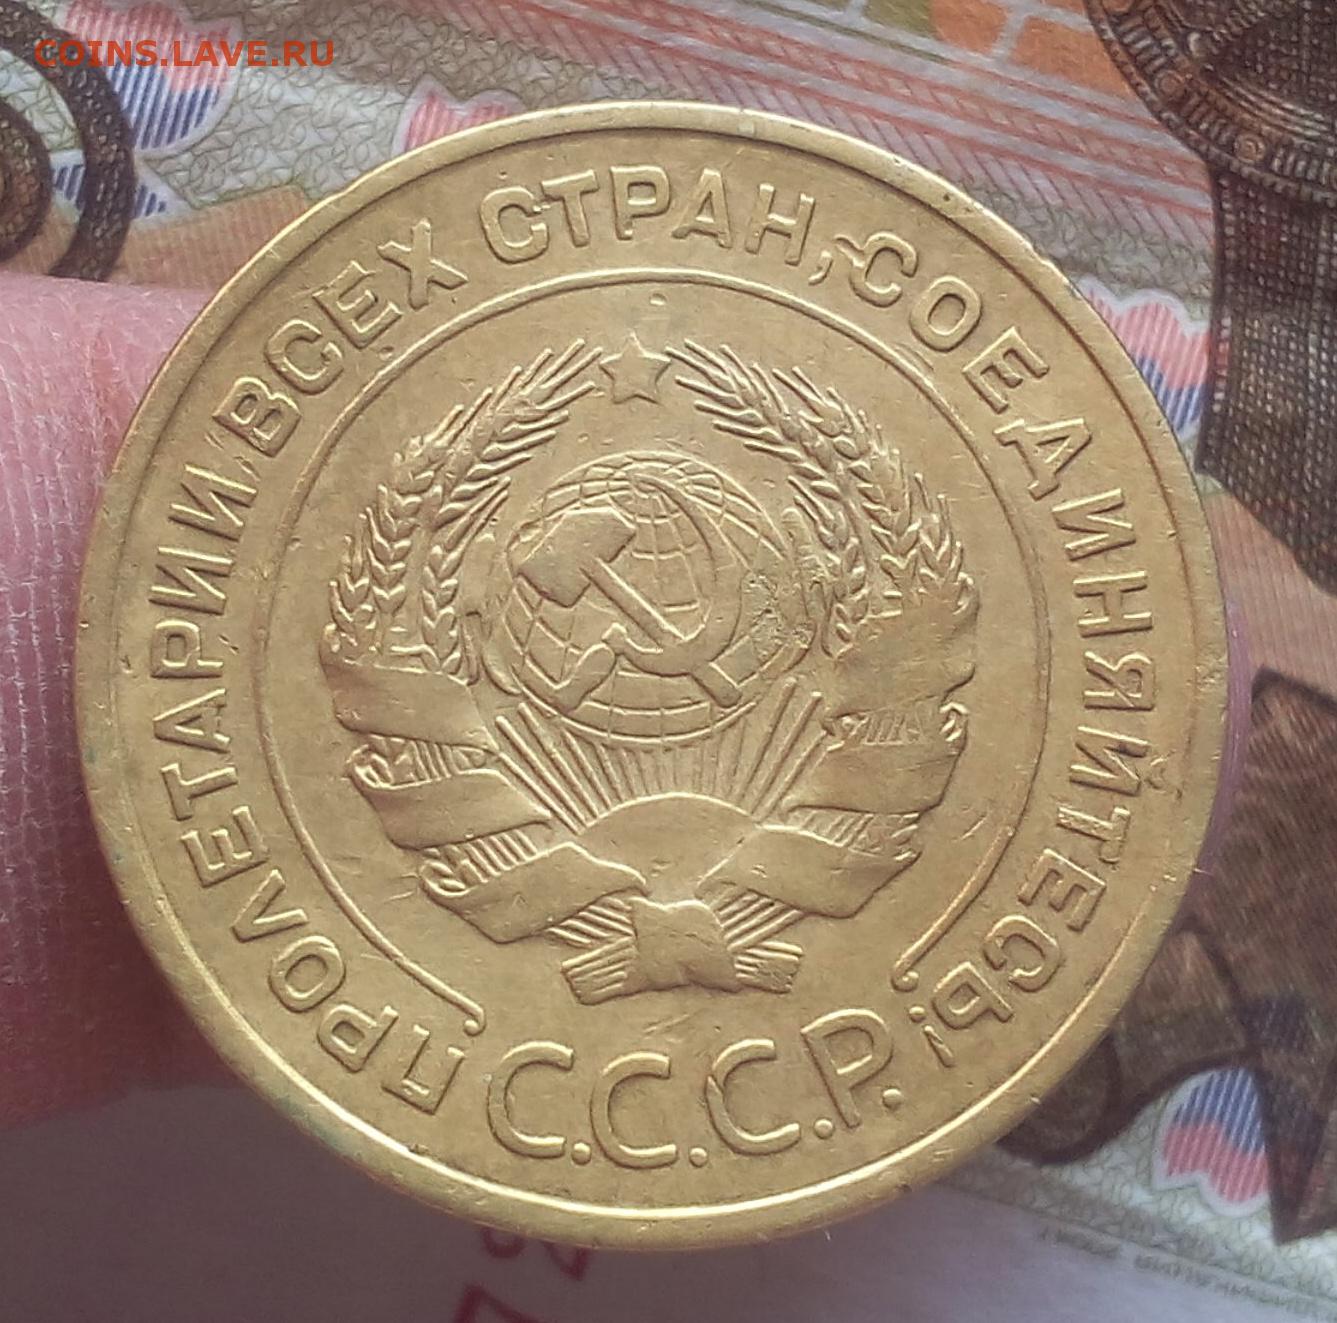 COINS.LAVE.RU
ПРОЛЕТАРИИ ВСЕХ СТРАН, СОЕДИНЯЙТЕСЬ!
С.С.С.Р.